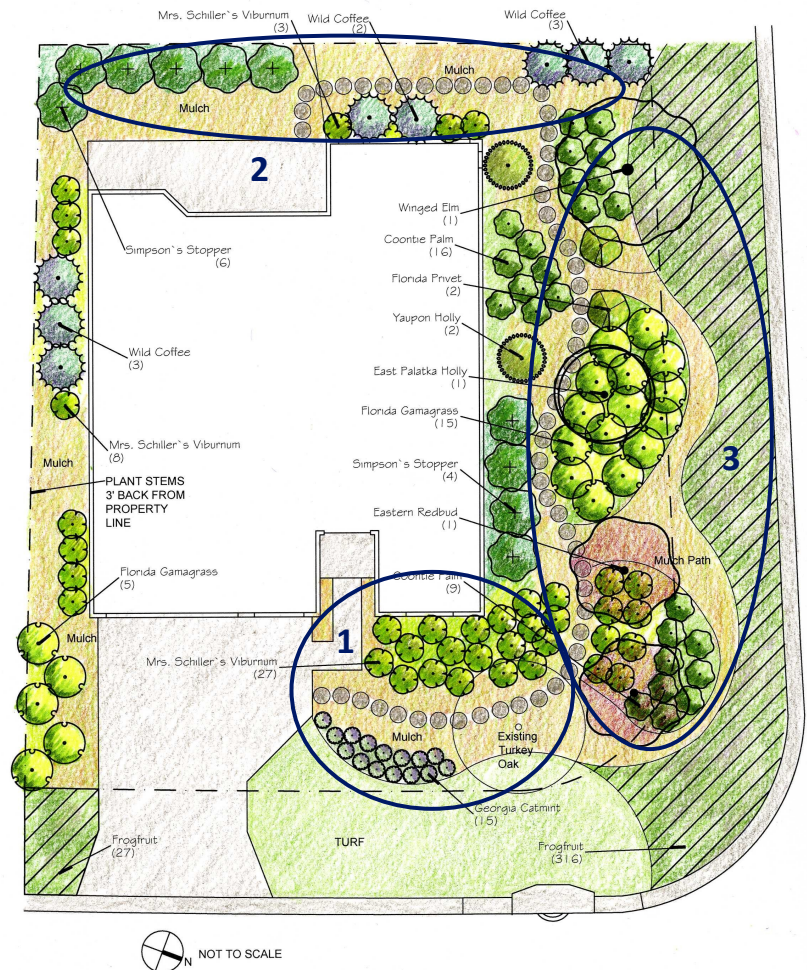 Mrs. Schiller`s Viburnum
(3)
Wild Coffee
(2)
Wild Coffee
(3)
Mulch
Mulch
2
Winged Elm
(1)
Simpson`s Stopper
(6)
Coontie Palm
(16)
Florida Privet
(2)
Yaupon Holly
(2)
Wild Coffee
(3)
East Palatka Holly
(1)
Florida Gamagrass
(15)
Mrs. Schiller`s Viburnum
(8)
Mulch
3
Simpson`s Stopper
(4)
PLANT STEMS
3' BACK FROM
PROPERTY
LINE
Eastern Redbud
(1)
Mulch Path
Florida Gamagrass
(5)
Coontie Palm
(9)
Mulch
1
Mrs. Schiller`s Viburnum
(27)
Mulch
Existing
Turkey
Oak
Georgia Catmint
(15)
Frogfruit
(27)
TURF
Frogfruit
(316)
N NOT TO SCALE